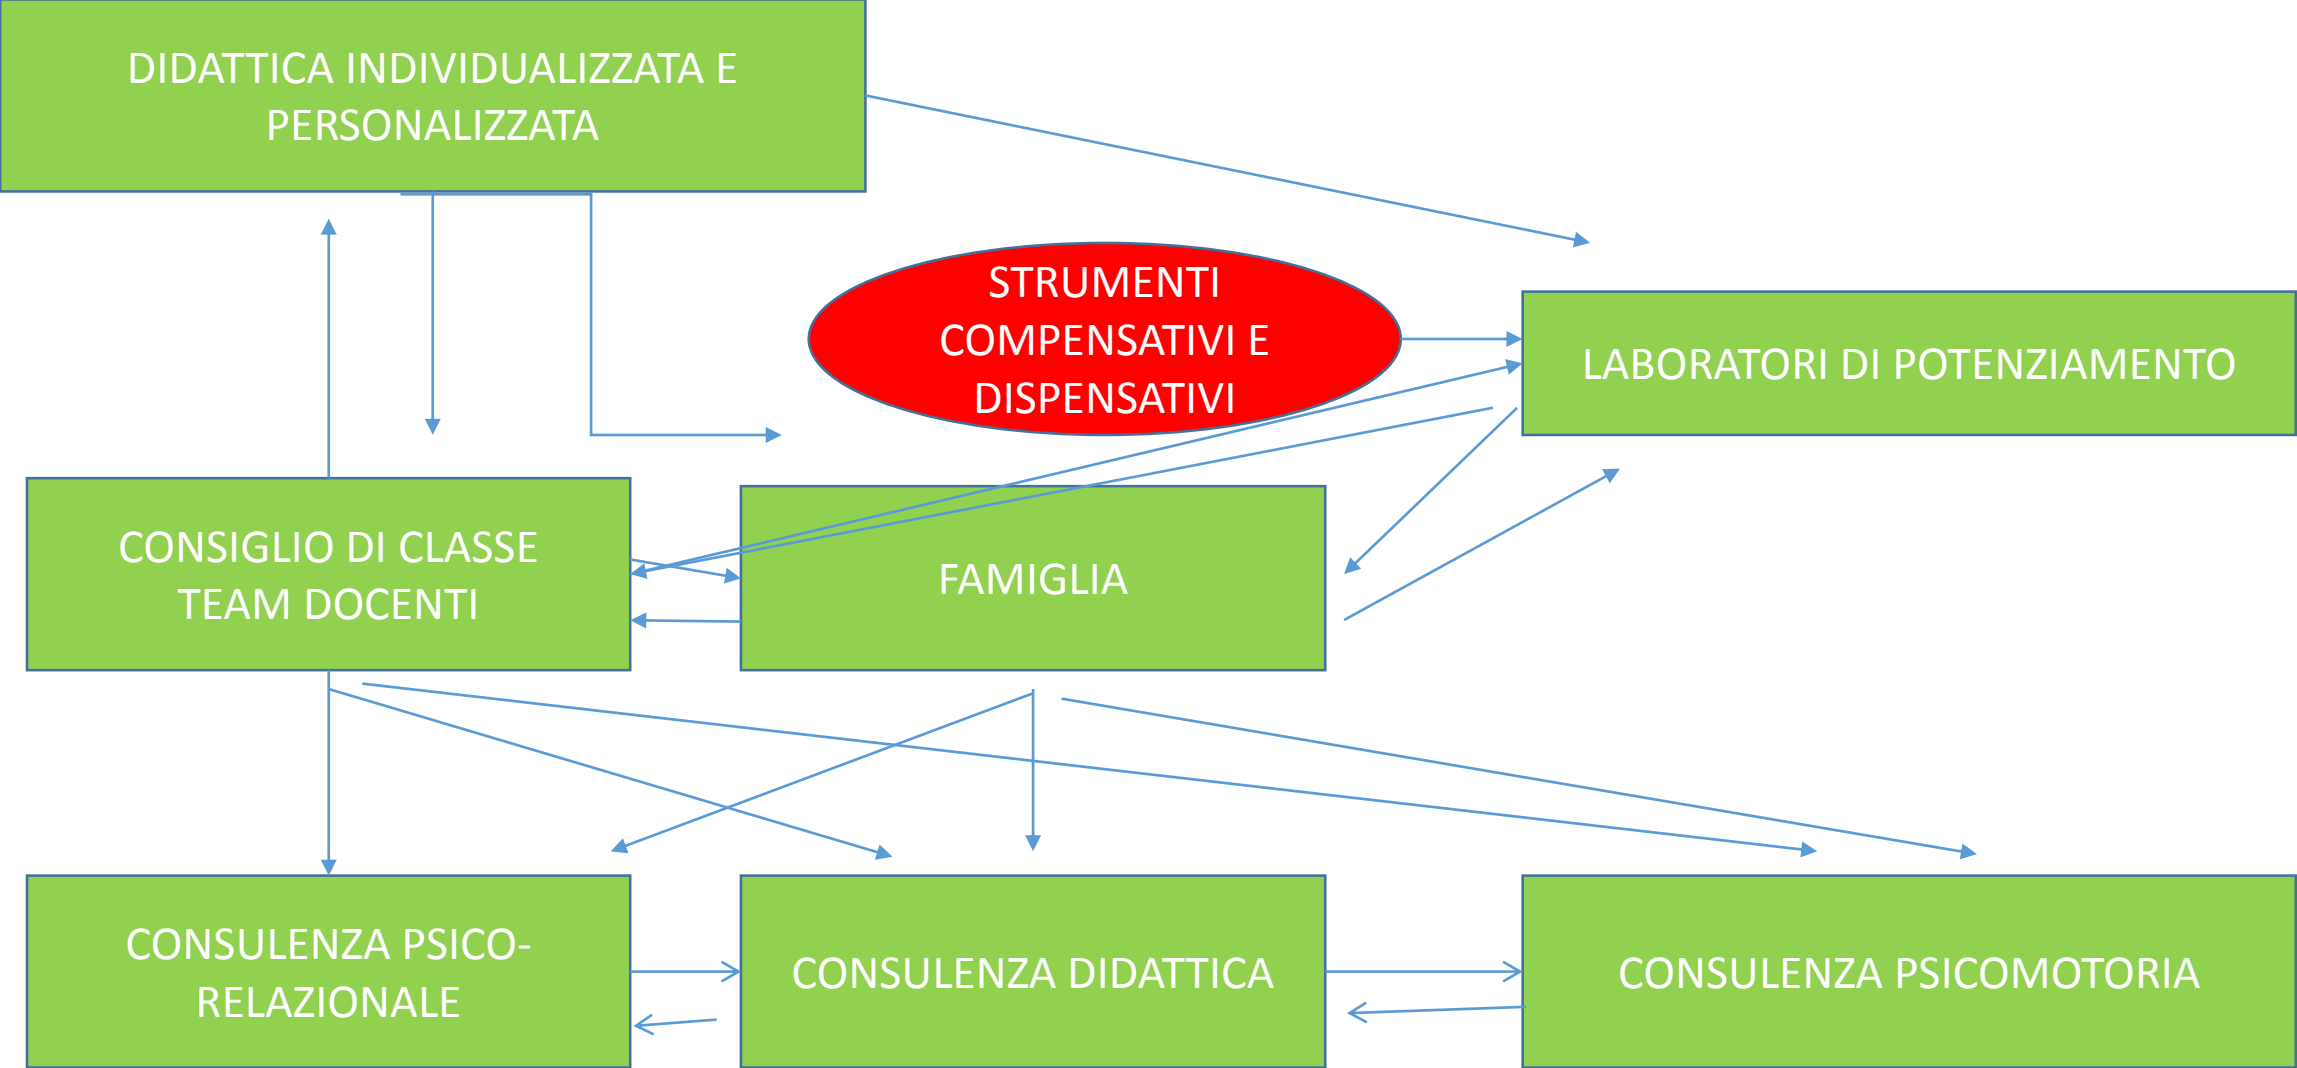 DIDATTICA INDIVIDUALIZZATA E
PERSONALIZZATA
STRUMENTI
COMPENSATIVI E
DISPENSATIVI
LABORATORI DI POTENZIAMENTO
CONSIGLIO DI CLASSE
TEAM DOCENTI
FAMIGLIA
CONSULENZA PSICO-
RELAZIONALE
CONSULENZA DIDATTICA
CONSULENZA PSICOMOTORIA